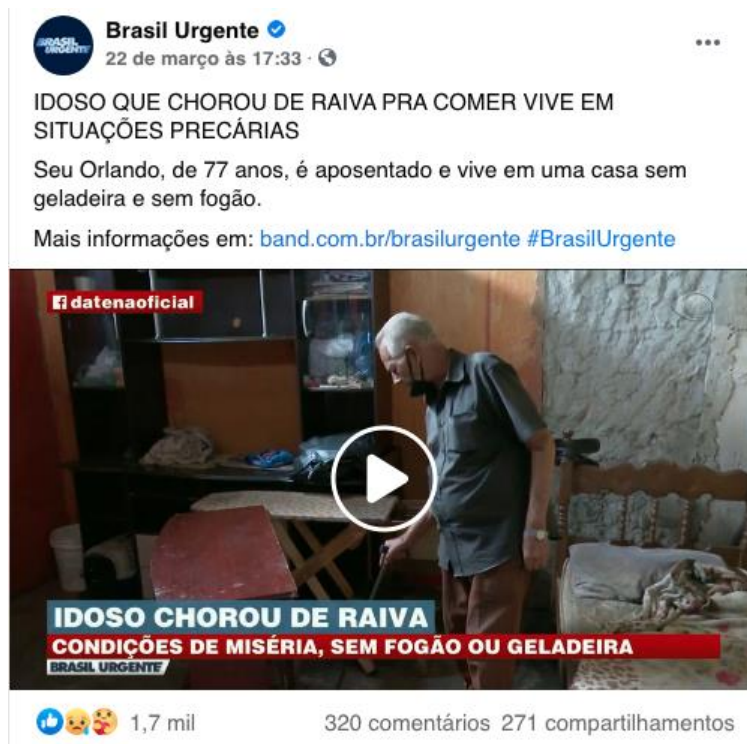 Brasil Urgente
BRASIL URGENTE
22 de março às 17:33 ·
IDOSO QUE CHOROU DE RAIVA PRA COMER VIVE EM
SITUAÇÕES PRECÁRIAS
Seu Orlando, de 77 anos, é aposentado e vive em uma casa sem
geladeira e sem fogão.
Mais informações em: band.com.br/brasilurgente #BrasilUrgente
datenaoficial
IDOSO CHOROU DE RAIVA
CONDIÇÕES DE MISÉRIA, SEM FOGÃO OU GELADEIRA
BRASIL URGENTE
1,7 mil
320 comentários 271 compartilhamentos